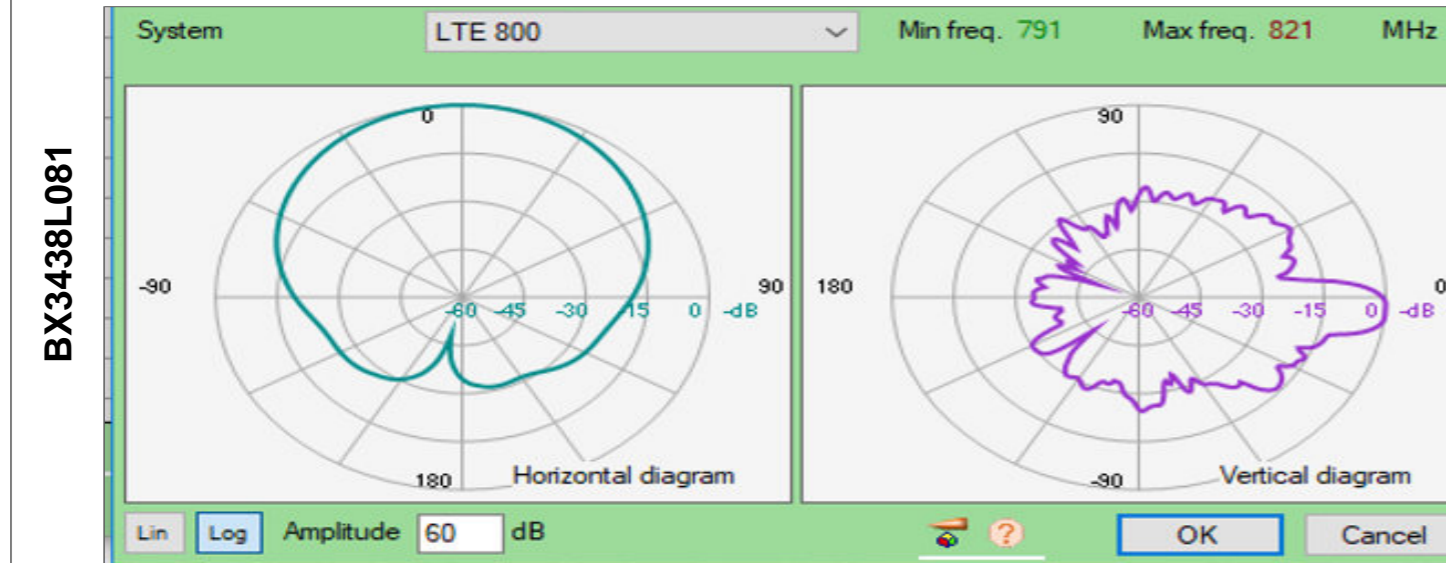 BX3438L081
System LTE 800 Min freq. 791 Max freq. 821 MHz
0
-90
90
-60 -45 -30 -15 0 -dB
180
Horizontal diagram
90
180
0
-60 -45 -30 -15 0 -dB
-90
Vertical diagram
Lin Log Amplitude 60 dB ? OK Cancel